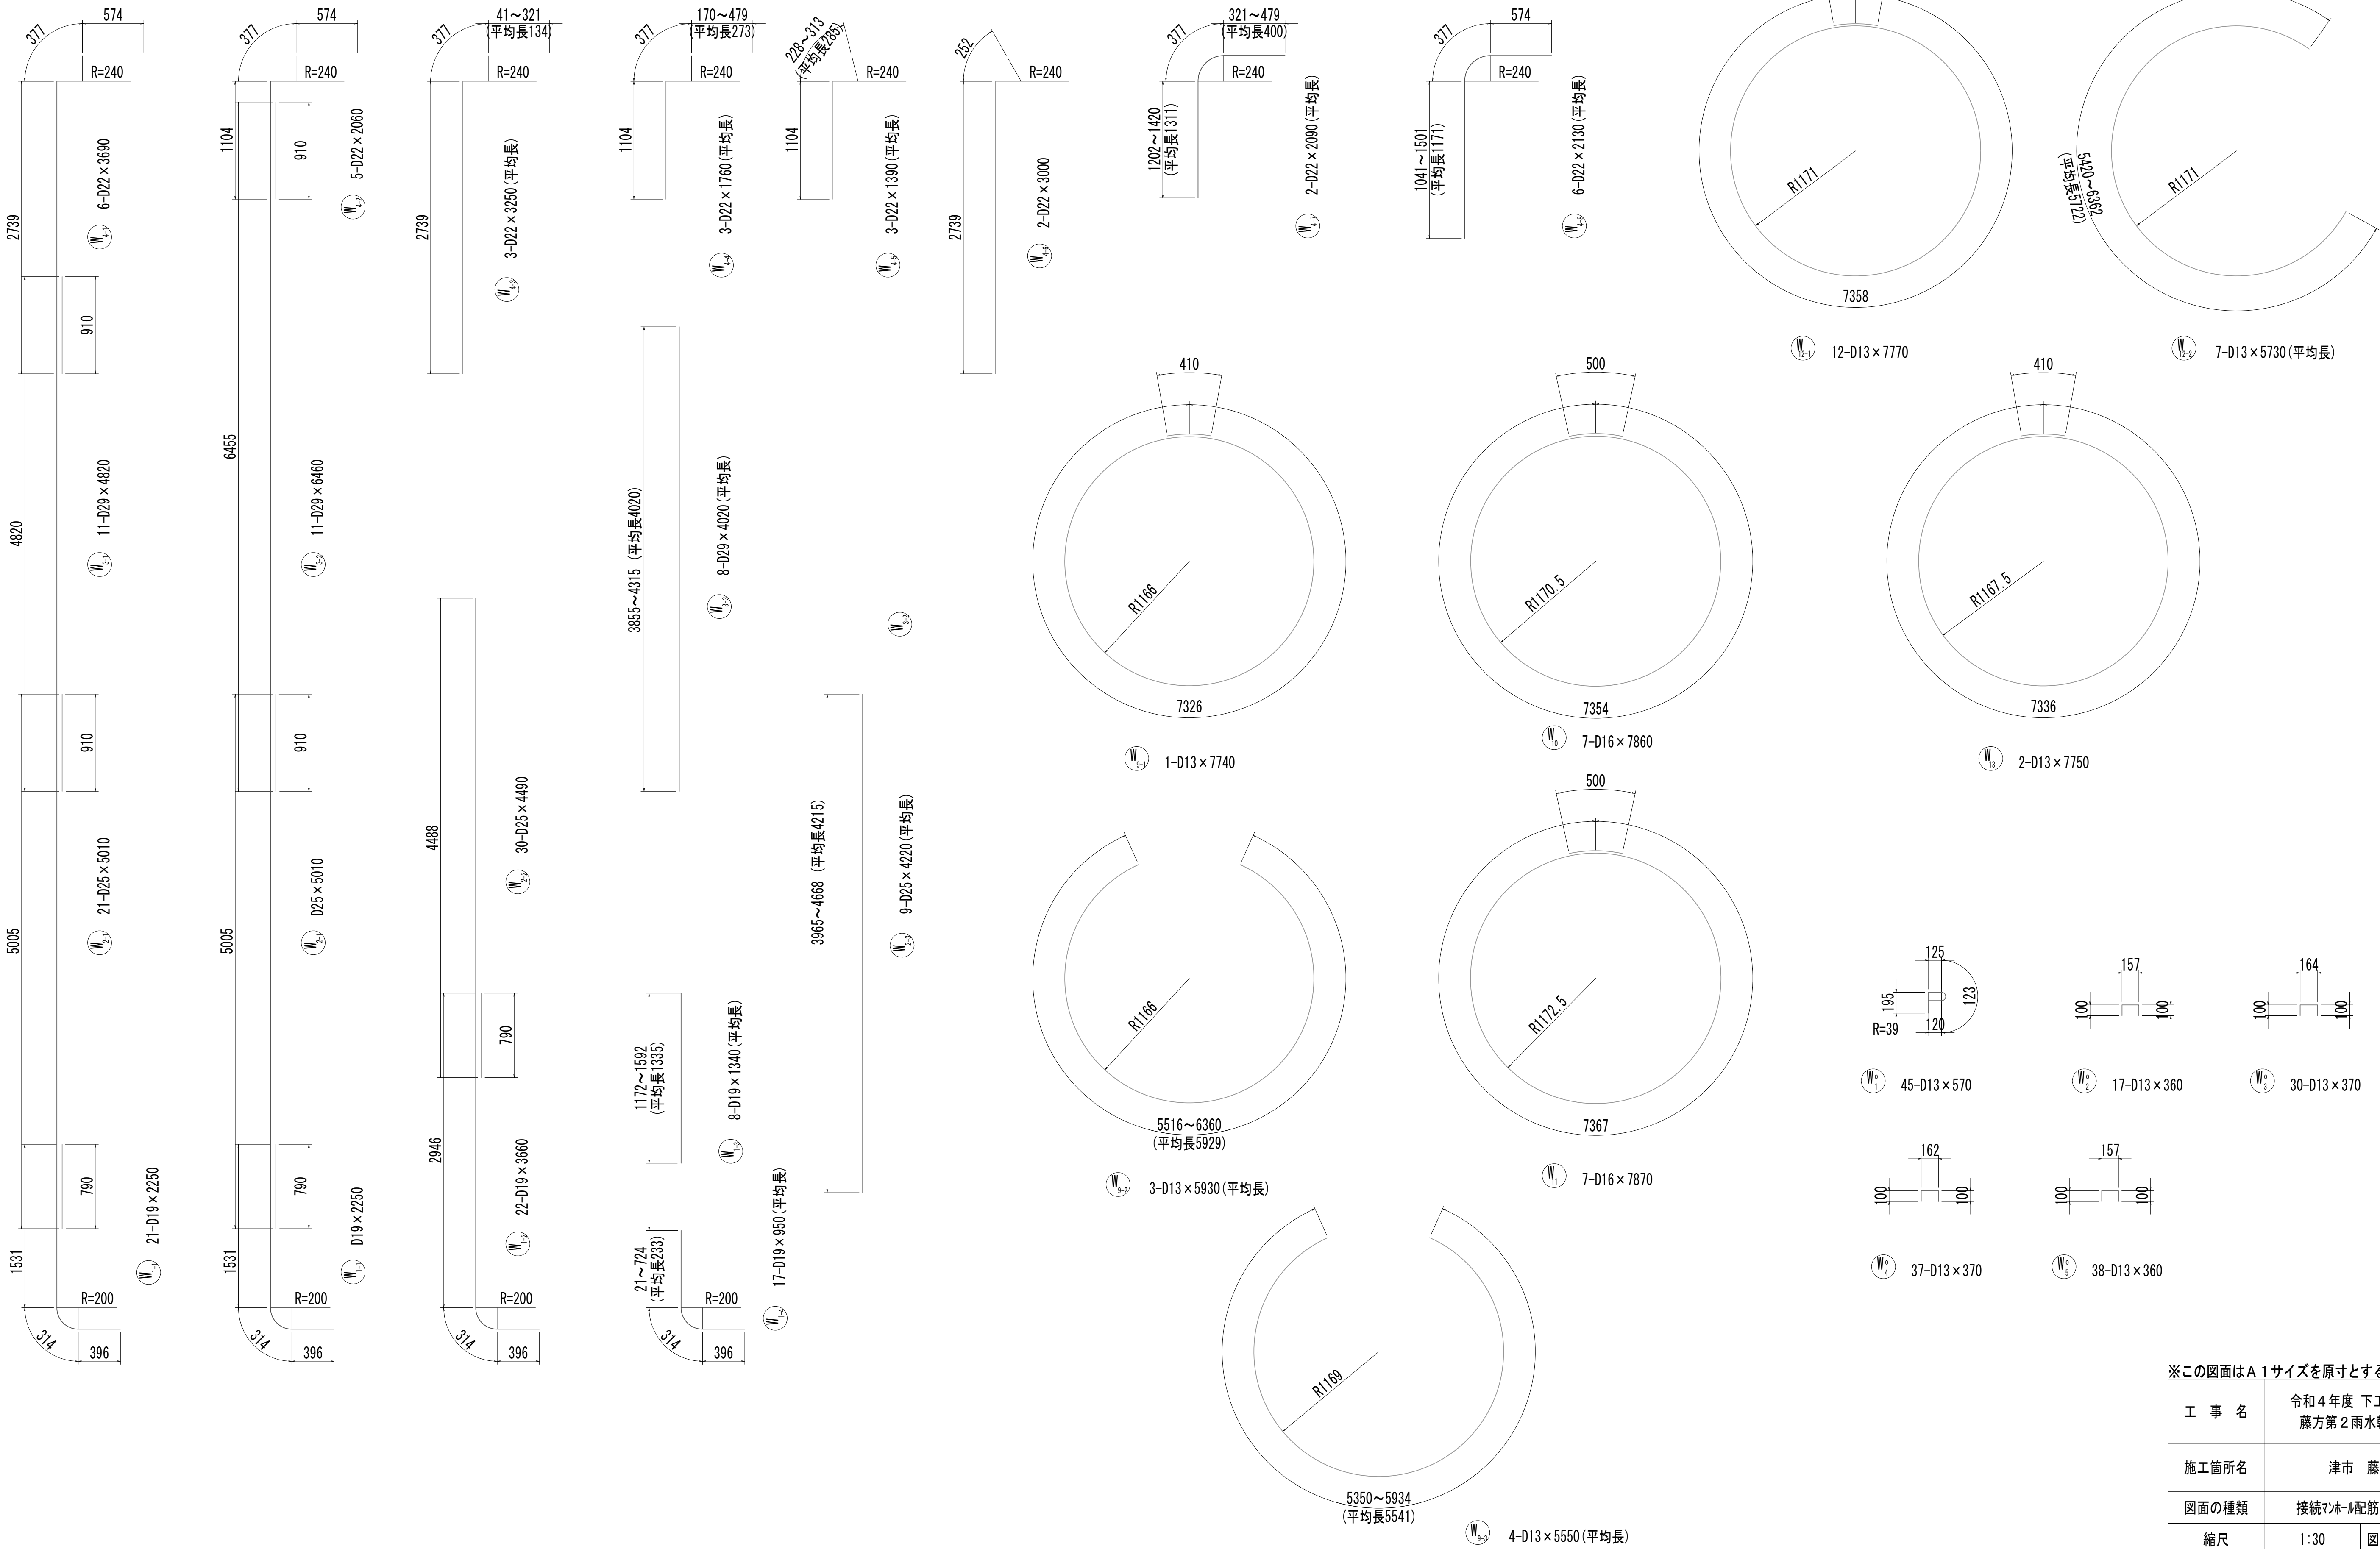 377
574
R=240
2739
6-D22×3690
W4-1
910
4820
11-D29×4820
W3-1
910
5005
21-D25×5010
W2-1
790
1531
21-D19×2250
W1-1
R=200
314
396
377
574
R=240
1104
910
5-D22×2060
W4-2
6455
11-D29×6460
W3-2
910
5005
D25×5010
W2-1
790
1531
D19×2250
W1-1
R=200
314
396
377
41～321
(平均長134)
R=240
2739
3-D22×3250(平均長)
W4-3
4488
30-D25×4490
W2-2
790
2946
22-D19×3660
W1-2
R=200
314
396
377
170～479
(平均長273)
R=240
1104
3-D22×1760(平均長)
W4-4
3855～4315 (平均長4020)
8-D29×4020(平均長)
W3-3
1172～1592
(平均長1335)
8-D19×1340(平均長)
W1-3
21～724
(平均長233)
17-D19×950(平均長)
W1-4
R=200
314
396
228～313
(平均長285)
R=240
1104
3-D22×1390(平均長)
W4-5
W3-2
3965～4668 (平均長4215)
9-D25×4220(平均長)
W2-3
252
R=240
2739
2-D22×3000
W4-6
377
321～479
(平均長400)
R=240
1202～1420
(平均長1311)
2-D22×2090(平均長)
W4-7
377
574
R=240
1041～1501
(平均長1171)
6-D22×2130(平均長)
W4-8
R1171
7358
W12-1 12-D13×7770
5420～6362
(平均長5722)
R1171
W12-2 7-D13×5730(平均長)
410
R1166
7326
W9-1 1-D13×7740
500
R1170.5
7354
W10 7-D16×7860
410
R1167.5
7336
W13 2-D13×7750
R1166
5516～6360
(平均長5929)
W9-2 3-D13×5930(平均長)
500
R1172.5
7367
W11 7-D16×7870
R1169
5350～5934
(平均長5541)
W9-3 4-D13×5550(平均長)
125
195
123
R=39
120
W°1 45-D13×570
157
100
100
W°2 17-D13×360
164
100
100
W°3 30-D13×370
162
100
100
W°4 37-D13×370
157
100
100
W°5 38-D13×360
※この図面はA1サイズを原寸とする
工 事 名
令和4年度 下
藤方第2雨水
施工箇所名
津市 藤
図面の種類
接続マンホール配筋
縮尺
1:30
図